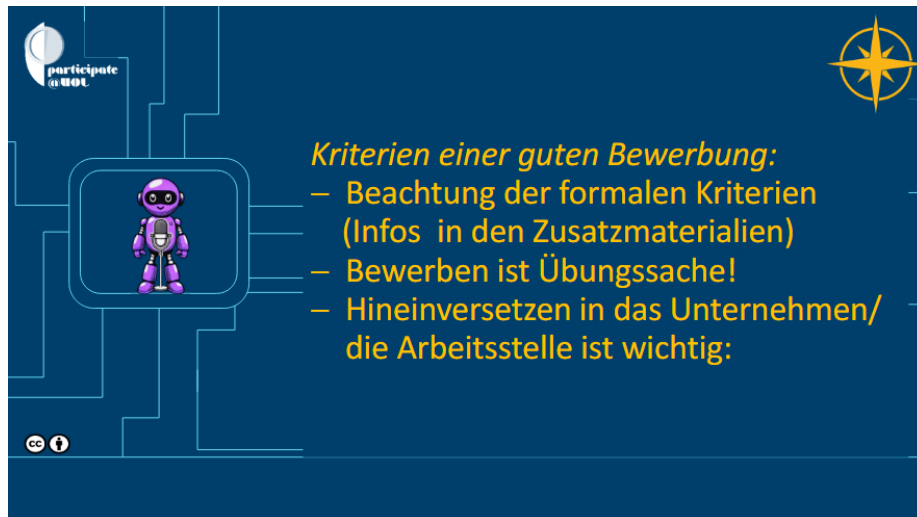 participate
@UOL
Kriterien einer guten Bewerbung:
– Beachtung der formalen Kriterien
(Infos in den Zusatzmaterialien)
– Bewerben ist Übungssache!
– Hineinversetzen in das Unternehmen/
die Arbeitsstelle ist wichtig:
cc